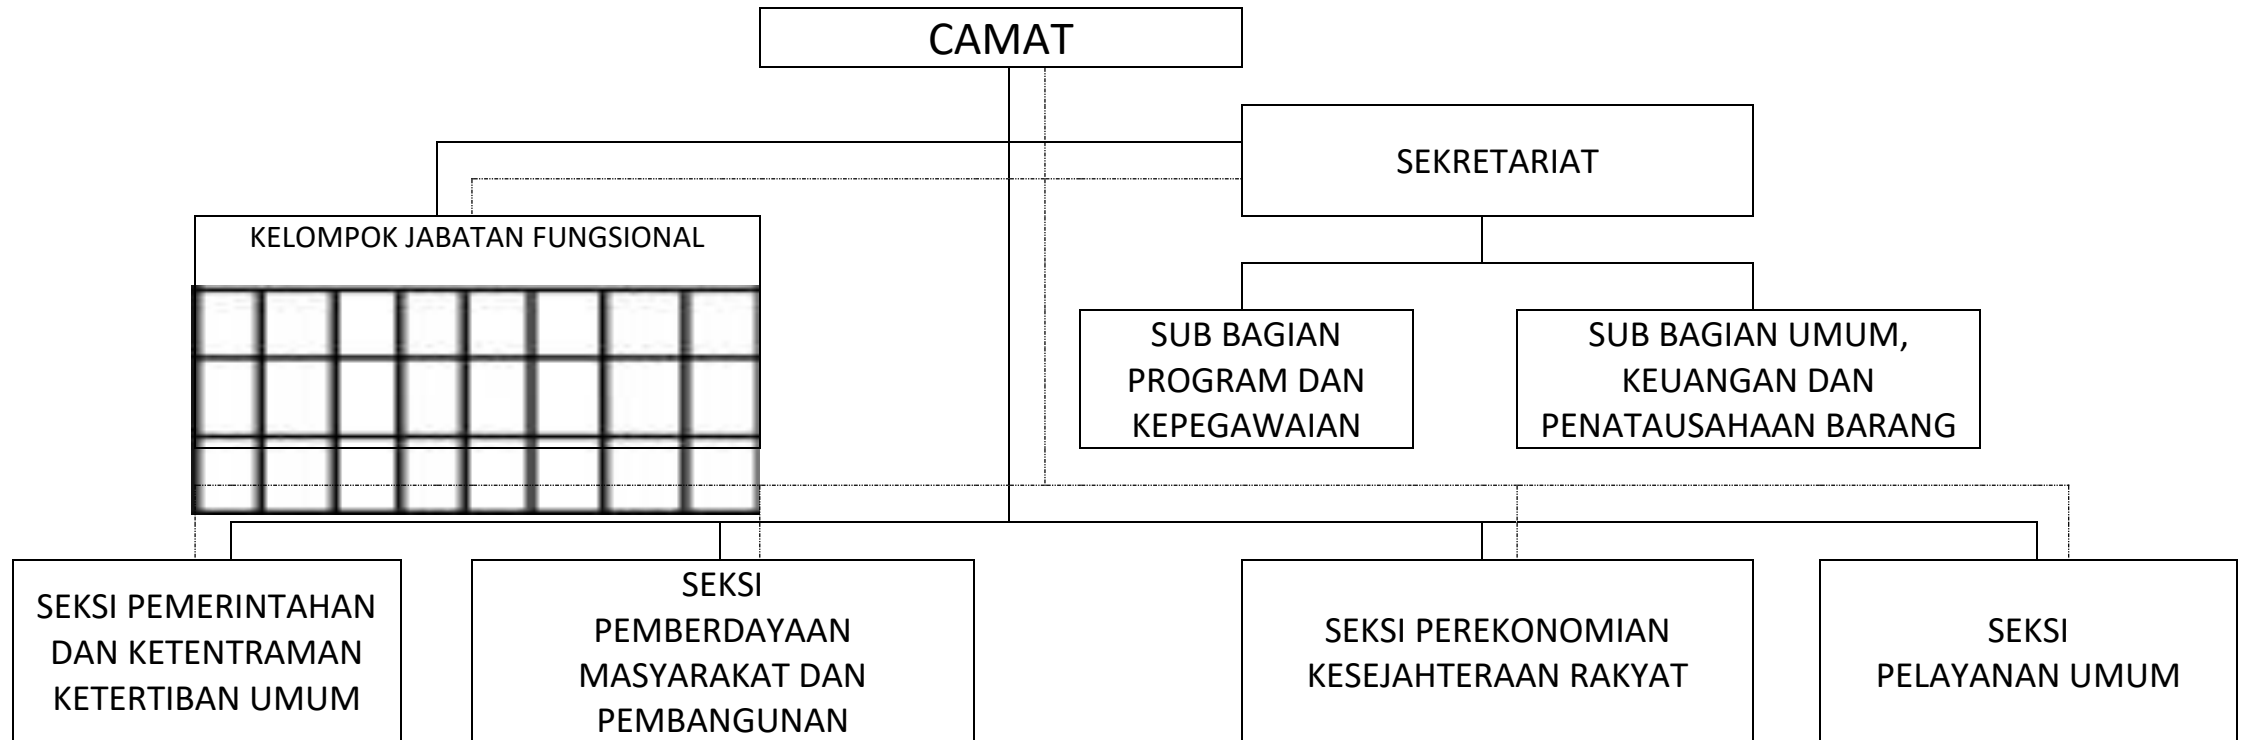 CAMAT
SEKRETARIAT
KELOMPOK JABATAN FUNGSIONAL
SUB BAGIAN
PROGRAM DAN
KEPEGAWAIAN
SUB BAGIAN UMUM,
KEUANGAN DAN
PENATAUSAHAAN BARANG
SEKSI PEMERINTAHAN
DAN KETENTRAMAN
KETERTIBAN UMUM
SEKSI
PEMBERDAYAAN
MASYARAKAT DAN
PEMBANGUNAN
SEKSI PEREKONOMIAN
KESEJAHTERAAN RAKYAT
SEKSI
PELAYANAN UMUM